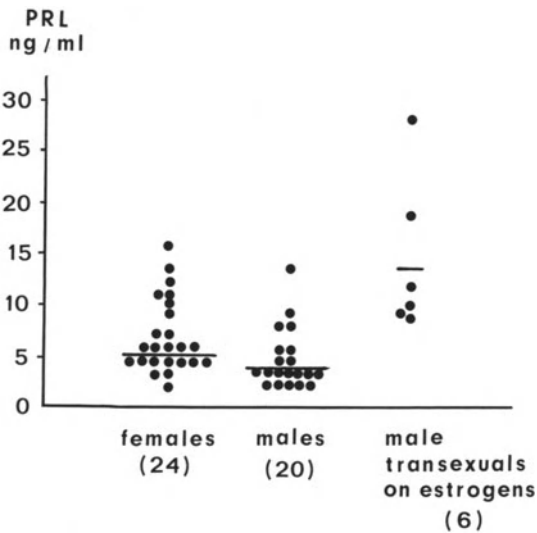 PRL
ng/ml
30
25
20
15
10
5
0
females
(24)
males
(20)
male
transexuals
on estrogens
(6)